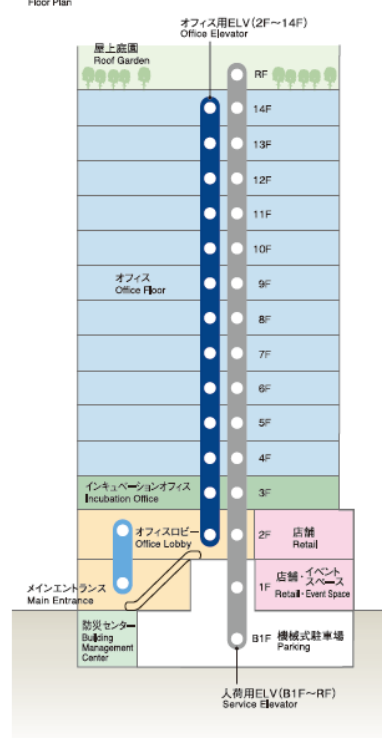 Floor Plan
オフィス用ELV(2F～14F)
Office Elevator
屋上庭園
Roof Garden
RF
14F
13F
12F
11F
10F
オフィス
Office Floor
9F
8F
7F
6F
5F
4F
インキュベーションオフィス
Incubation Office
3F
オフィスロビー
Office Lobby
2F
店舗
Retail
メインエントランス
Main Entrance
1F
店舗・イベント
スペース
Retail・Event Space
防災センター
Building
Management
Center
B1F
機械式駐車場
Parking
人荷用ELV(B1F～RF)
Service Elevator